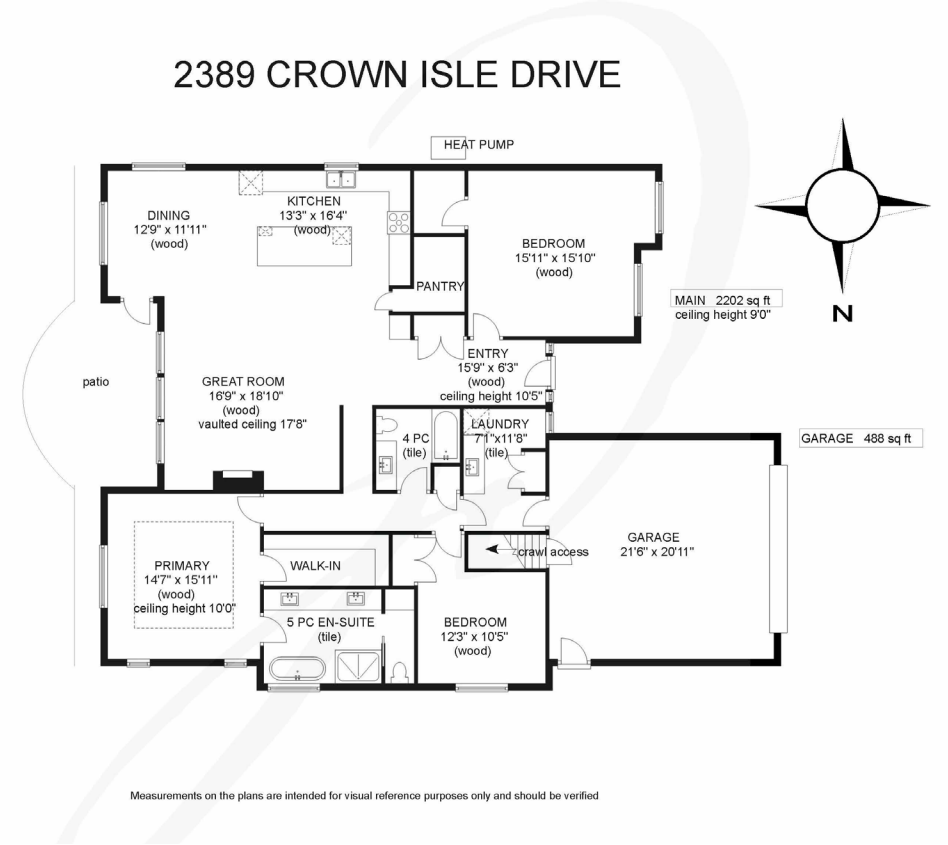 2389 CROWN ISLE DRIVE
HEAT PUMP
KITCHEN
13'3" x 16'4"
(wood)
DINING
12'9" x 11'11"
(wood)
BEDROOM
15'11" x 15'10"
(wood)
PANTRY
MAIN 2202 sq ft
ceiling height 9'0"
N
ENTRY
15'9" x 6'3"
(wood)
ceiling height 10'5"
patio
GREAT ROOM
16'9" x 18'10"
(wood)
vaulted ceiling 17'8"
4 PC
(tile)
LAUNDRY
7'1"x11'8"
(tile)
GARAGE 488 sq ft
GARAGE
21'6" x 20'11"
crawl access
PRIMARY
14'7" x 15'11"
(wood)
ceiling height 10'0"
WALK-IN
5 PC EN-SUITE
(tile)
BEDROOM
12'3" x 10'5"
(wood)
Measurements on the plans are intended for visual reference purposes only and should be verified